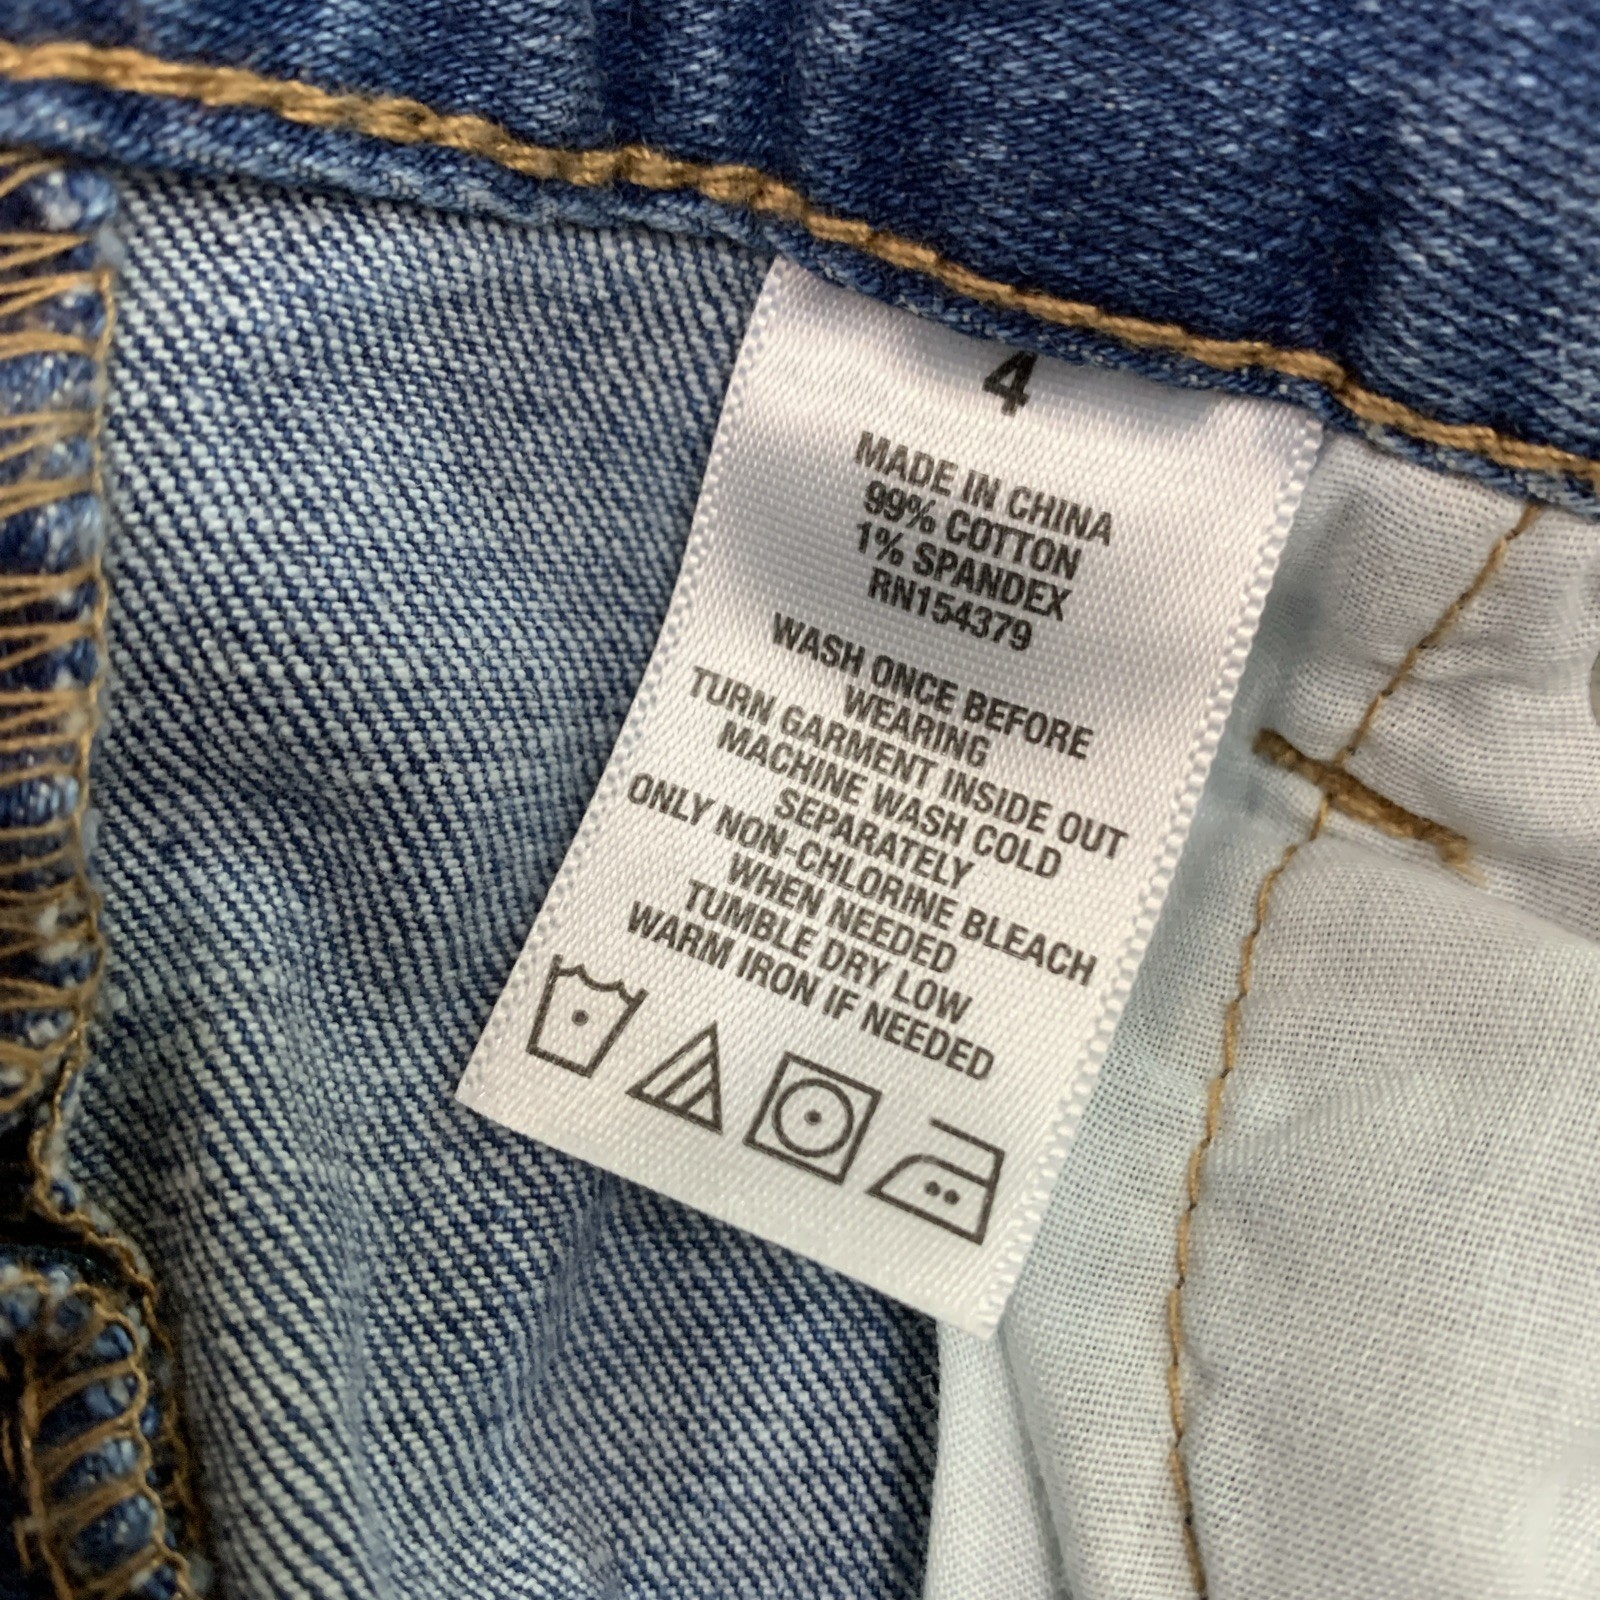 4
MADE IN CHINA
99% COTTON
1% SPANDEX
RN154379
WASH ONCE BEFORE
WEARING
TURN GARMENT INSIDE OUT
MACHINE WASH COLD
SEPARATELY
ONLY NON-CHLORINE BLEACH
WHEN NEEDED
TUMBLE DRY LOW
WARM IRON IF NEEDED